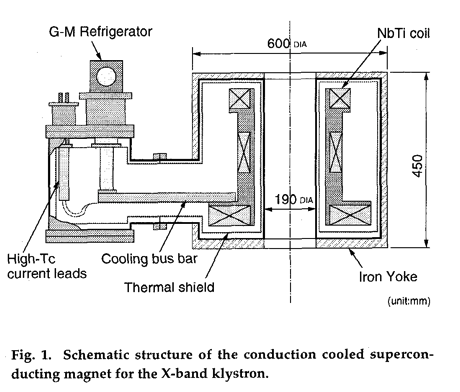 G-M Refrigerator
NbTi coil
600 DIA
450
190 DIA
High-Tc
current leads
Cooling bus bar
Thermal shield
Iron Yoke
(unit:mm)
Fig. 1. Schematic structure of the conduction cooled supercon-
ducting magnet for the X-band klystron.